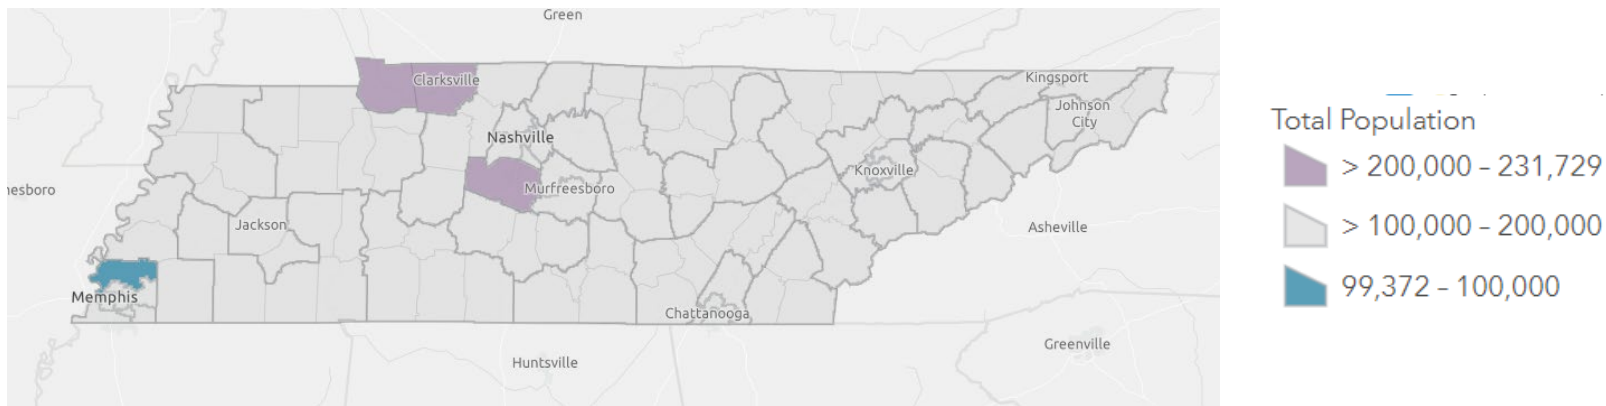 Green
Clarksville
Kingsport
Johnson
City
Nashville
Knoxville
nesboro
Murfreesboro
Jackson
Asheville
Memphis
Chattanooga
Huntsville
Greenville
Total Population
> 200,000 – 231,729
> 100,000 – 200,000
99,372 – 100,000